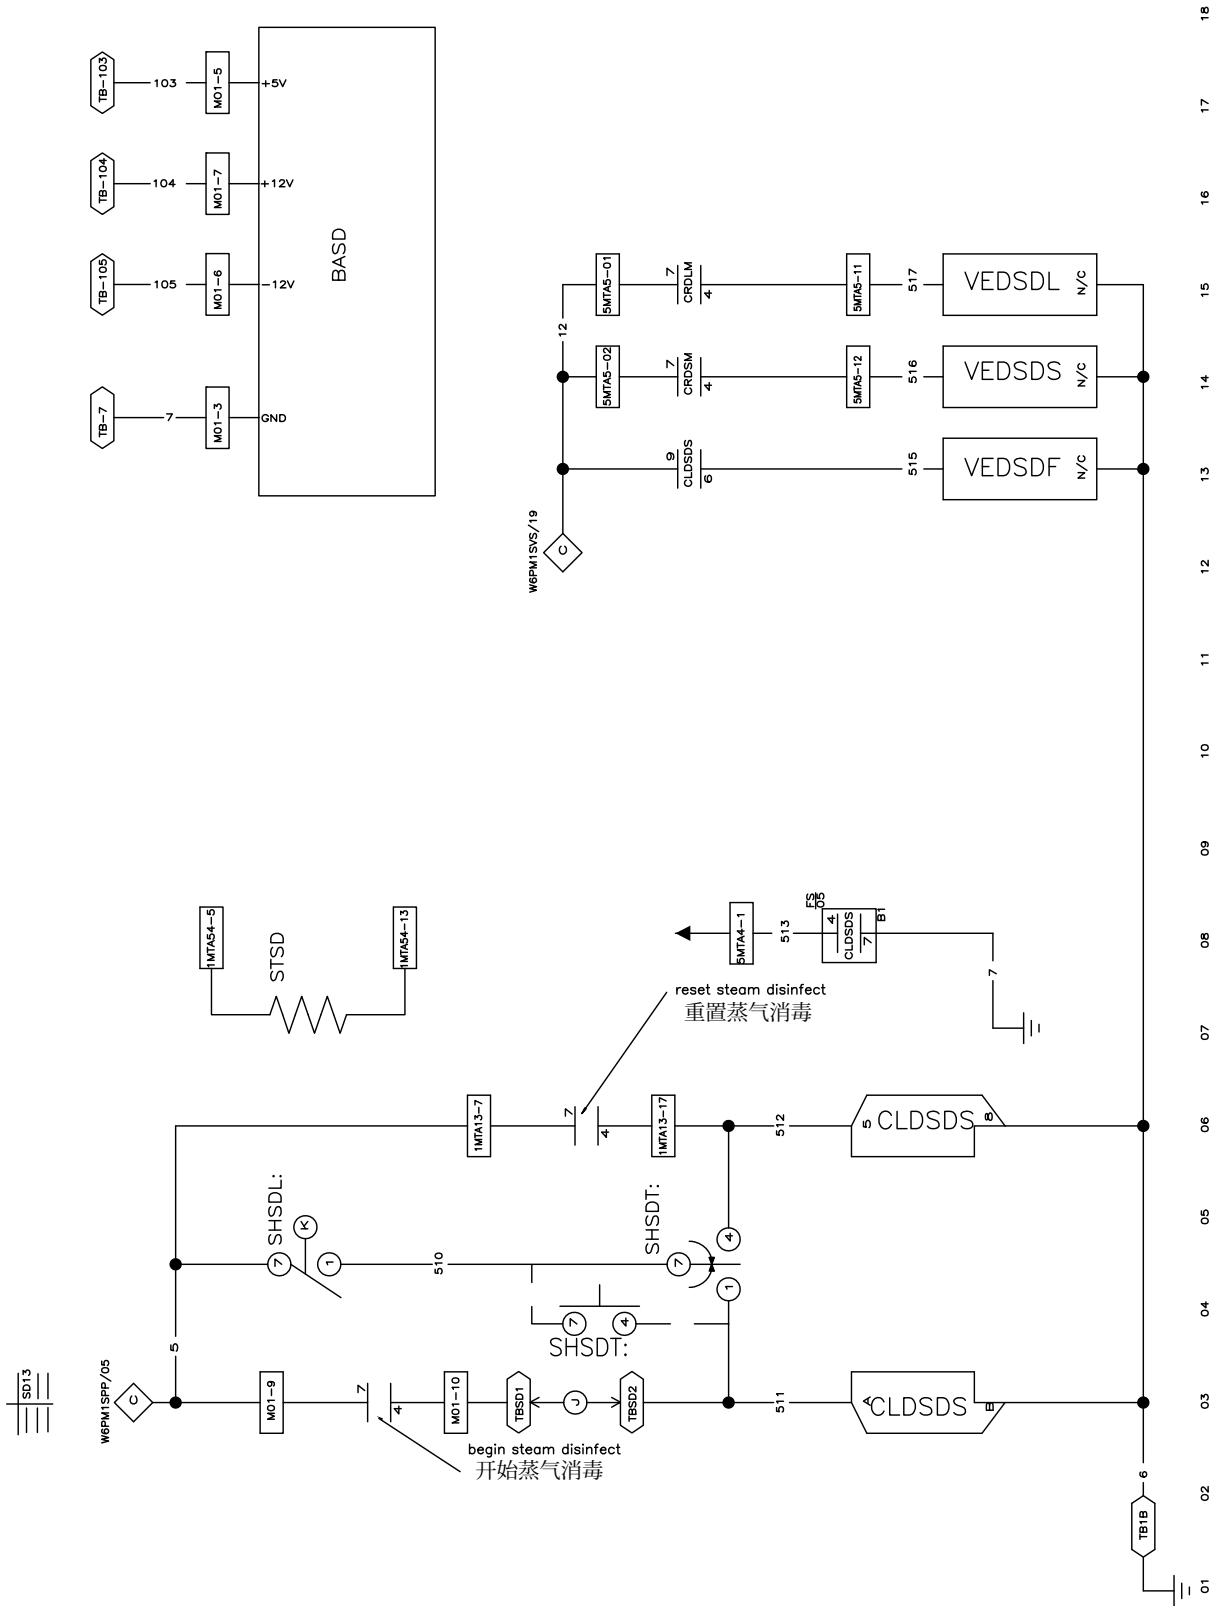 18
17
16
15
14
13
12
11
10
09
08
07
06
05
04
03
02
01
TB-103
103
M01-5
+5V
TB-104
104
M01-7
+12V
TB-105
105
M01-6
-12V
TB-7
7
M01-3
GND
BASD
12
5MTA5-01
7
CRDLM
4
5MTA5-11
517
VEDSDL
N/C
5MTA5-02
7
CRDSM
4
5MTA5-12
516
VEDSDS
N/C
9
CLDSDS
6
515
VEDSDF
N/C
W6PM1SVS/19
C
1MTA54-5
STSD
1MTA54-13
5MTA4-1
513
FS
05
4
CLDSDS
7
B1
7
reset steam disinfect
重置蒸气消毒
1MTA13-7
7
4
1MTA13-17
512
5
CLDSDS
8
SHSDL:
K
7
1
510
SHSDT:
7
4
1
7
4
SHSDT:
5
SD13
W6PM1SPP/05
C
M01-9
7
4
M01-10
TBSD1
J
TBSD2
511
A
CLDSDS
B
begin steam disinfect
开始蒸气消毒
6
TB1B